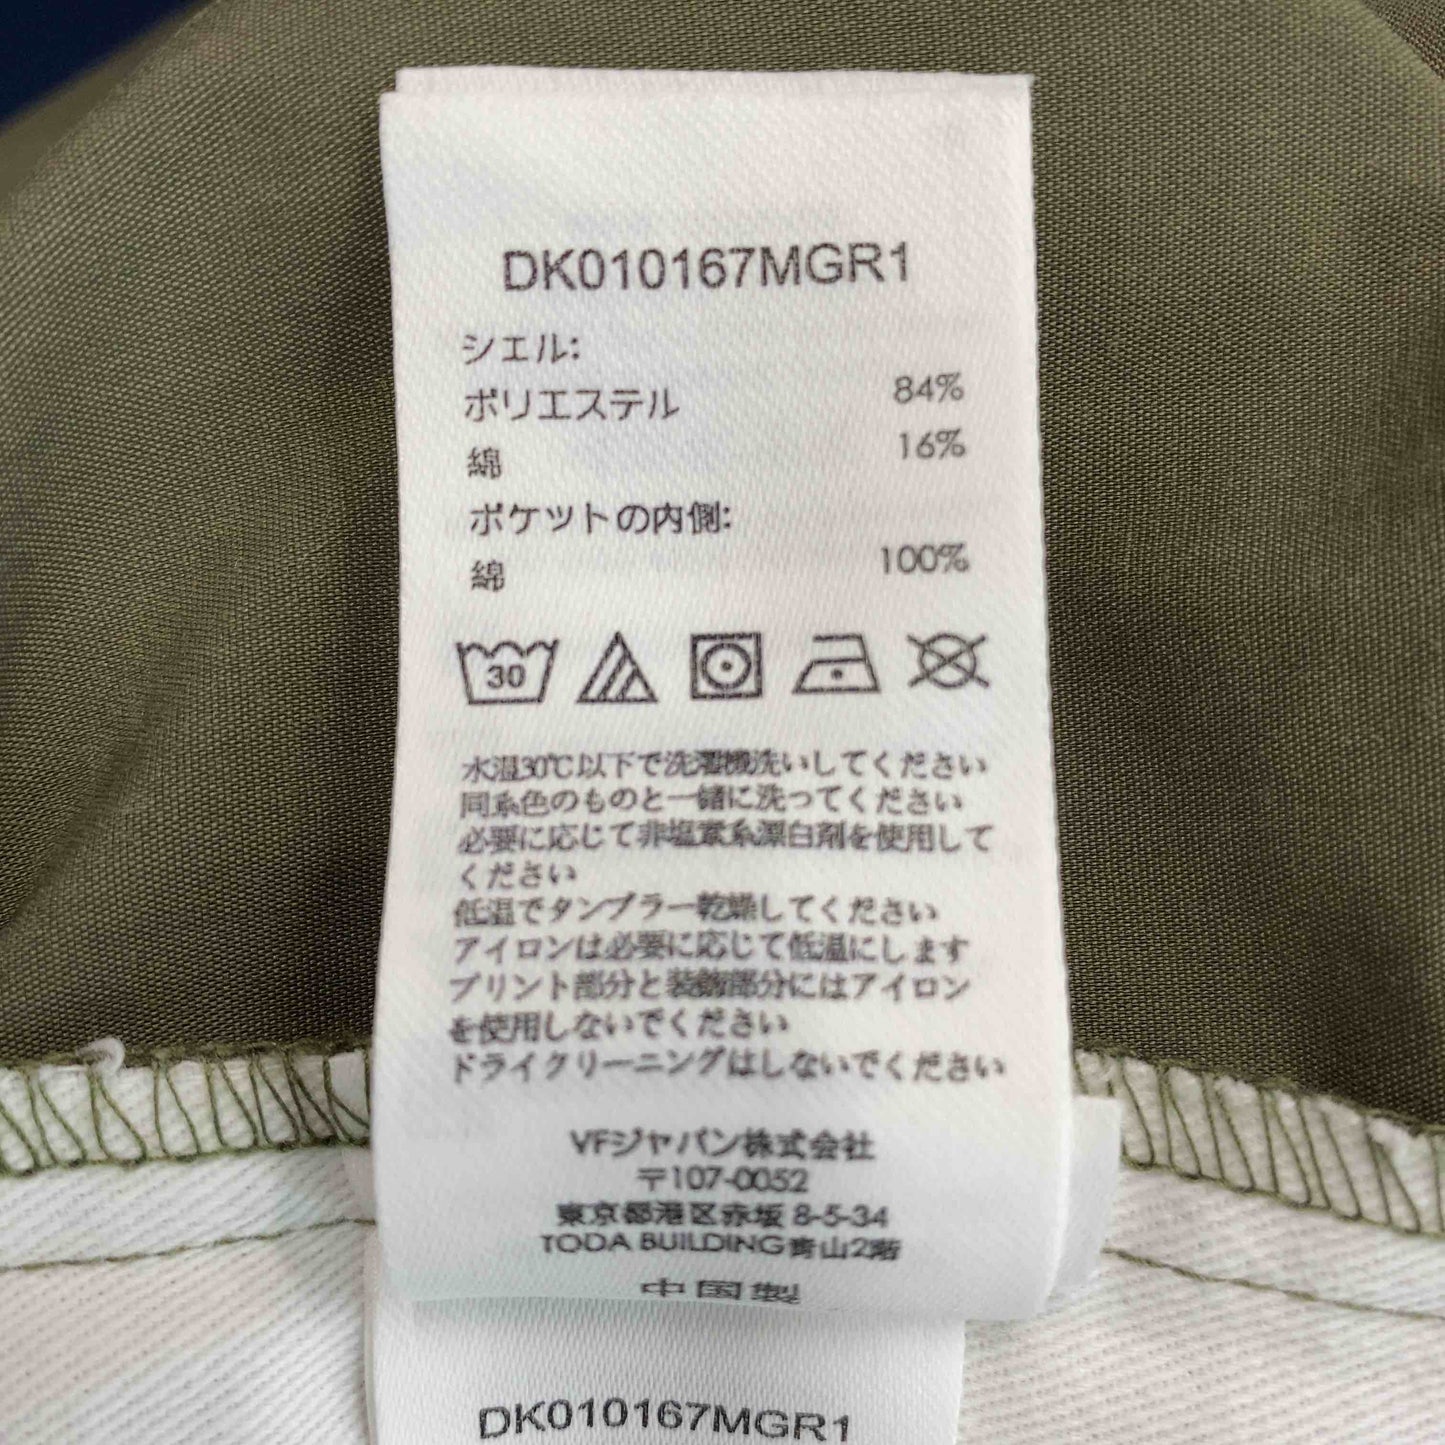 DK010167MGR1
シェル:
ポリエステル 84%
綿 16%
ポケットの内側:
綿 100%
30
水温30℃以下で洗濯機洗いしてください
同系色のものと一緒に洗ってください
必要に応じて非塩素系漂白剤を使用して
ください
低温でタンブラー乾燥してください
アイロンは必要に応じて低温にします
プリント部分と装飾部分にはアイロン
を使用しないでください
ドライクリーニングはしないでください
VFジャパン株式会社
〒107-0052
東京都港区赤坂 8-5-34
TODA BUILDING青山2階
中国製
DK010167MGR1